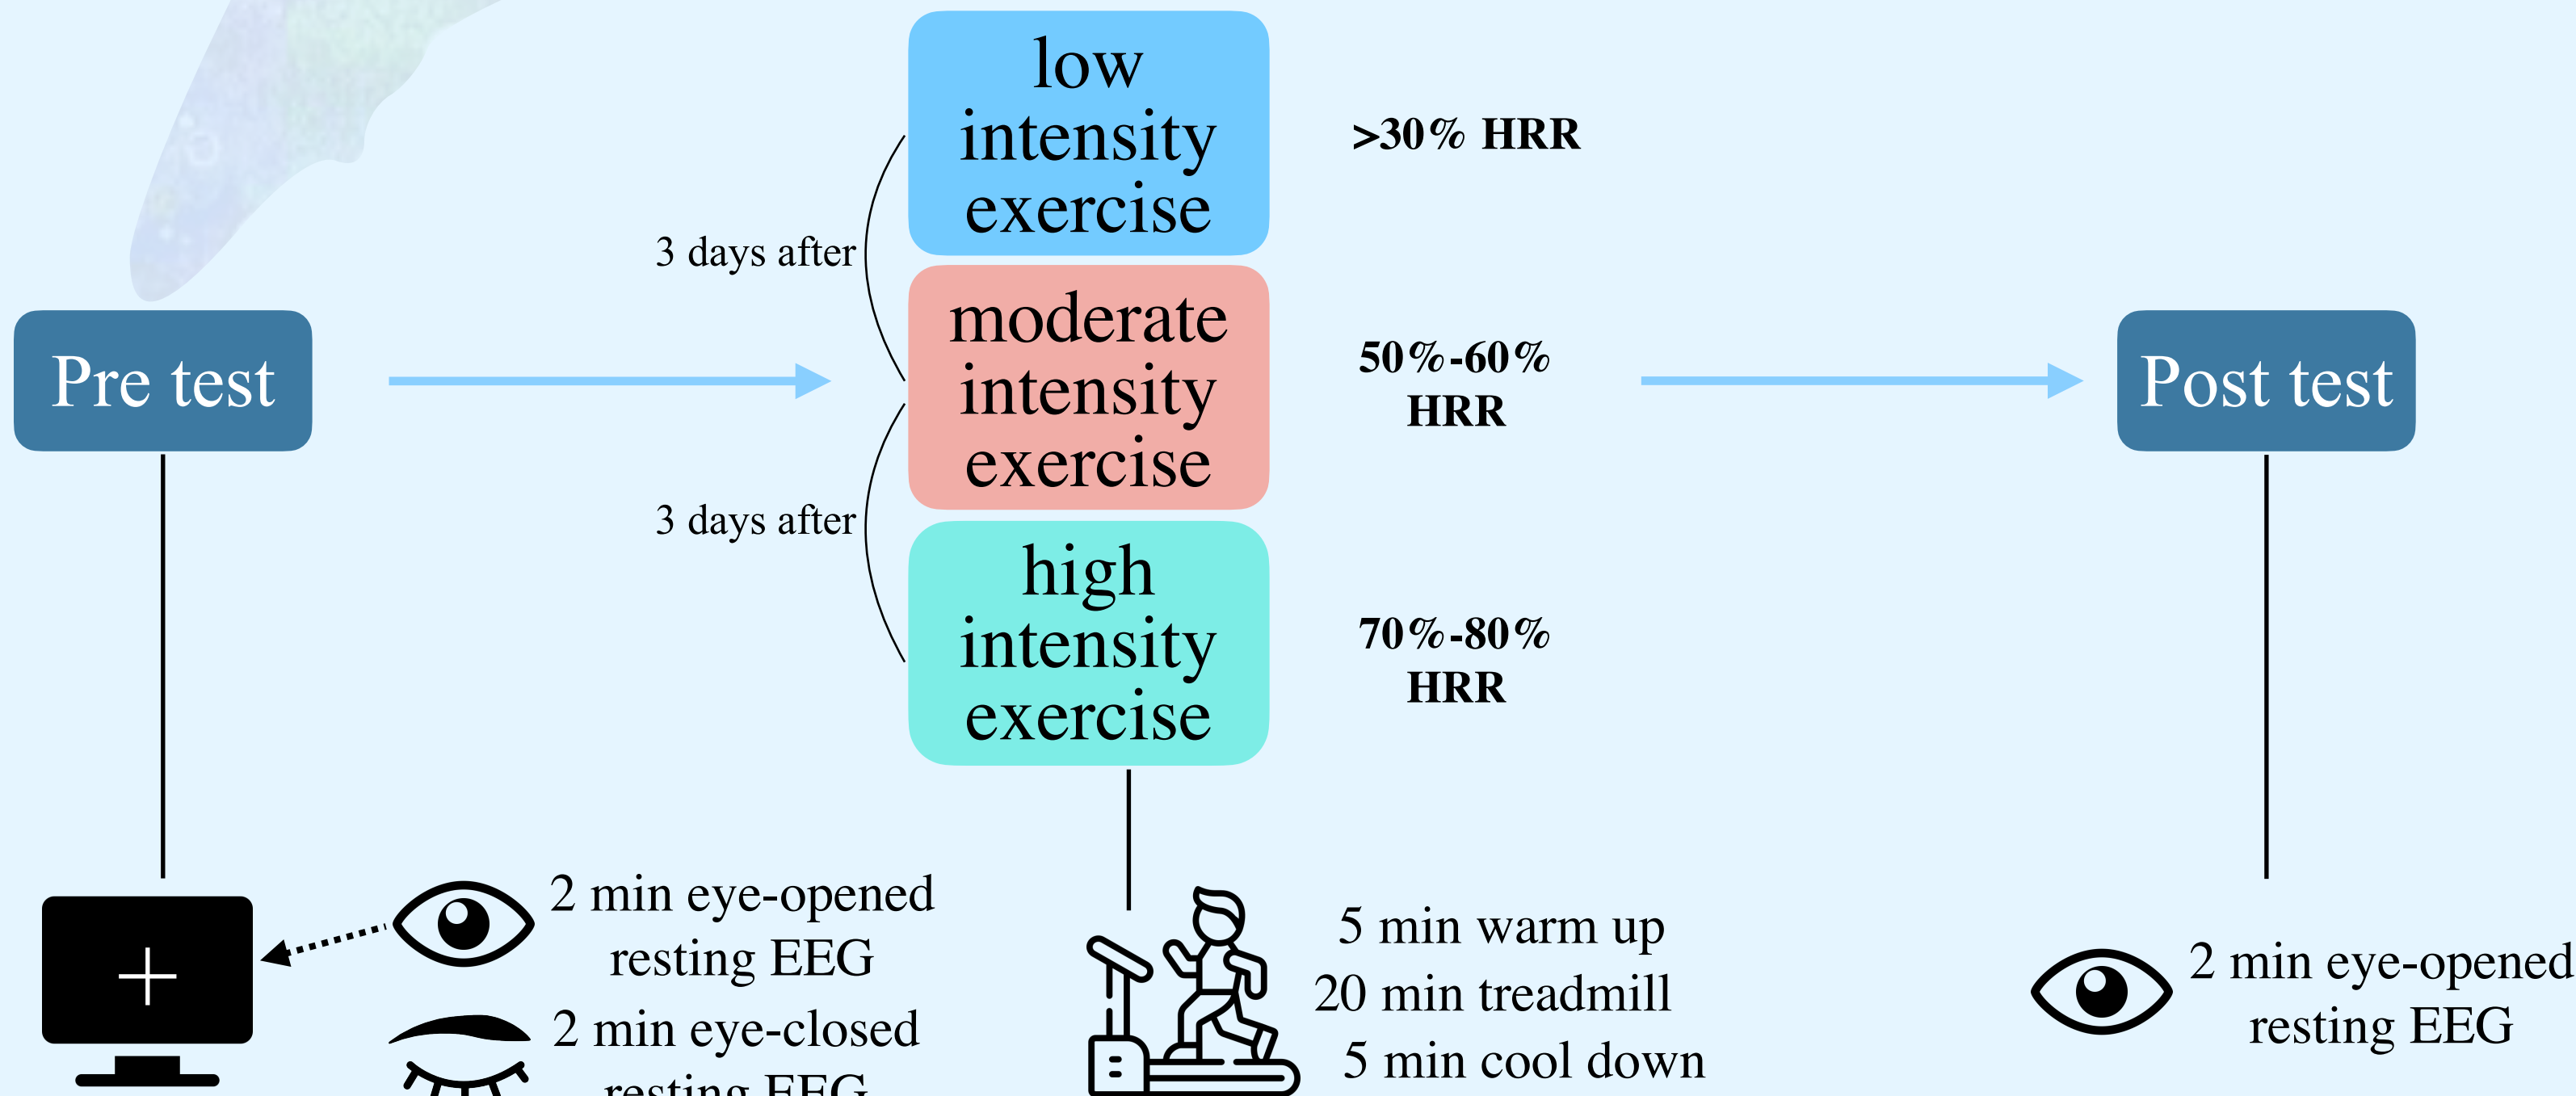 low
intensity
exercise
>30% HRR
3 days after
moderate
intensity
exercise
50%-60%
HRR
Pre test
Post test
3 days after
high
intensity
exercise
70%-80%
HRR
2 min eye-opened
resting EEG
2 min eye-closed
resting EEG
5 min warm up
20 min treadmill
5 min cool down
2 min eye-opened
resting EEG